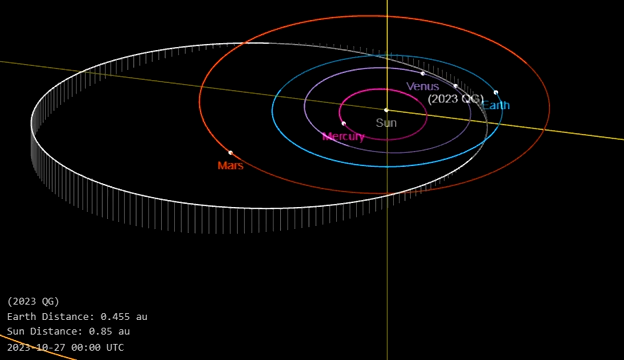 Venus
(2023 QG)
Earth
Sun
Mercury
Mars
(2023 QG)
Earth Distance: 0.455 au
Sun Distance: 0.85 au
2023-10-27 00:00 UTC